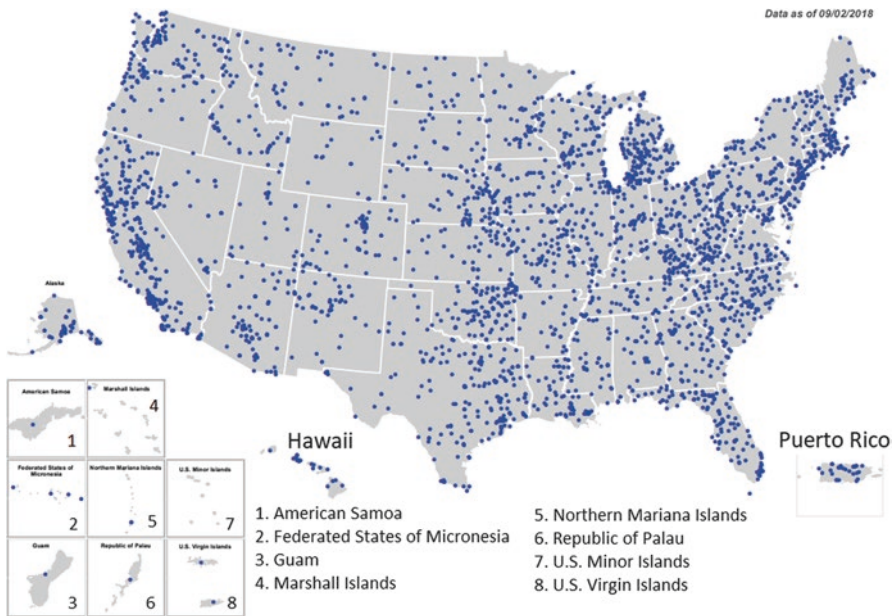 Data as of 09/02/2018
Alaska
American Samoa
1
Marshall Islands
4
Federated States of
Micronesia
2
Northern Mariana Islands
5
U.S. Minor Islands
7
Guam
3
Republic of Palau
6
U.S. Virgin Islands
8
Hawaii
Puerto Rico
1. American Samoa
2. Federated States of Micronesia
3. Guam
4. Marshall Islands
5. Northern Mariana Islands
6. Republic of Palau
7. U.S. Minor Islands
8. U.S. Virgin Islands